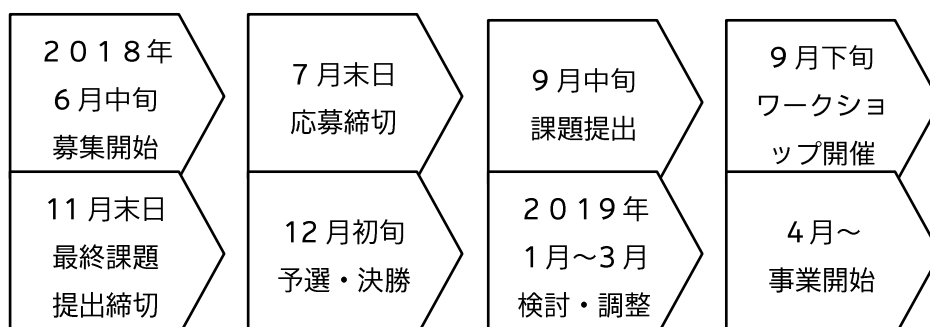 ２０１８年
６月中旬
募集開始
７月末日
応募締切
９月中旬
課題提出
９月下旬
ワークショ
ップ開催
11月末日
最終課題
提出締切
12月初旬
予選・決勝
２０１９年
１月～３月
検討・調整
４月～
事業開始